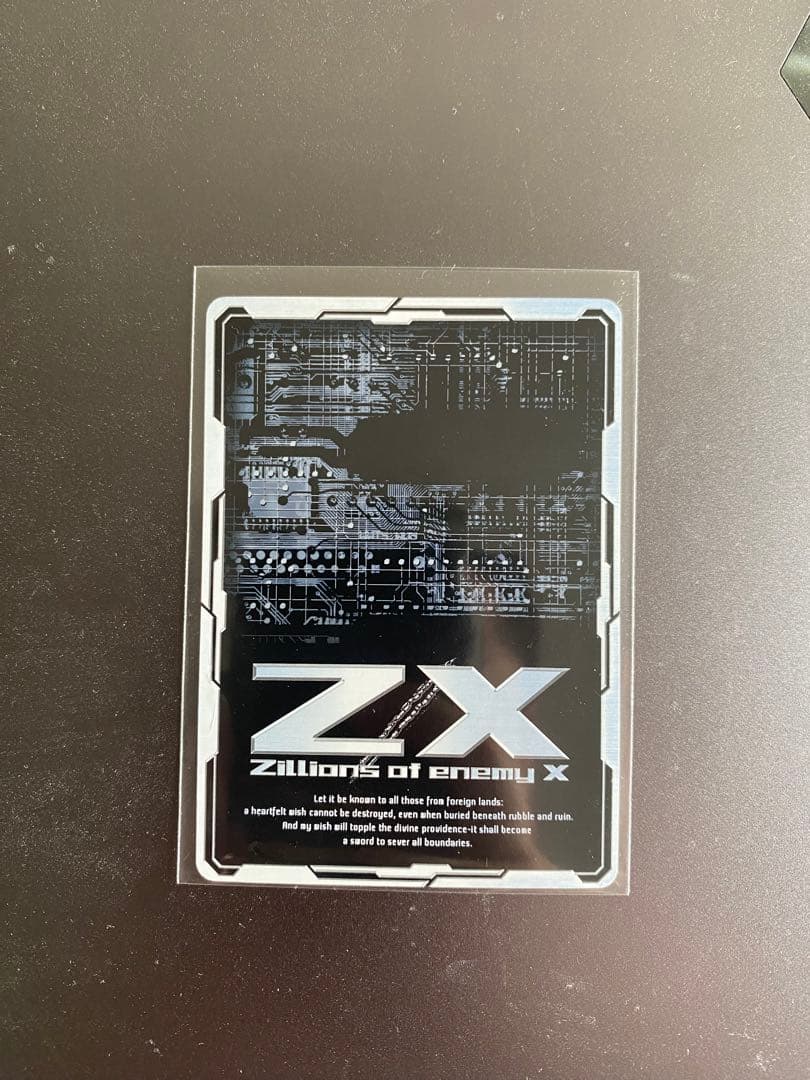 Z/X
Zillions of enemy X
Let it be known to all those from foreign lands:
a heartfelt wish cannot be destroyed, even when buried beneath rubble and ruin.
And my wish will topple the divine providence-it shall become
a sword to sever all boundaries.